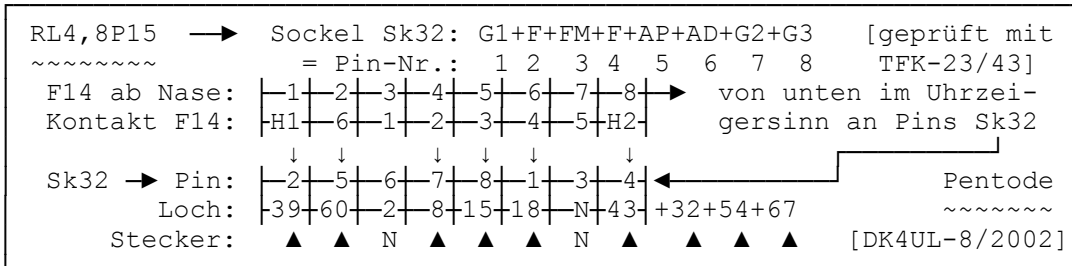 RL4,8P15 ──► Sockel Sk32: G1+F+FM+F+AP+AD+G2+G3 [geprüft mit
~~~~~~~~ = Pin-Nr.: 1 2 3 4 5 6 7 8 TFK-23/43]
F14 ab Nase: ├─1┼─2┼─3┼─4┼─5┼─6┼─7┼─8┼─► von unten im Uhrzei-
Kontakt F14: ├H1┼─6┼─1┼─2┼─3┼─4┼─5┼H2┤ gersinn an Pins Sk32
↓ ↓ ↓ ↓ ↓ ↓
Sk32 ─► Pin: ├─2┼─5┼─6┼─7┼─8┼─1┼─3┼─4┤◄ Pentode
Loch: ├39┼60┼─2┼─8┼15┼18┼─N┼43┤+32+54+67 ~~~~~~~
Stecker: ▲ ▲ N ▲ ▲ ▲ N ▲ ▲ ▲ ▲ [DK4UL-8/2002]